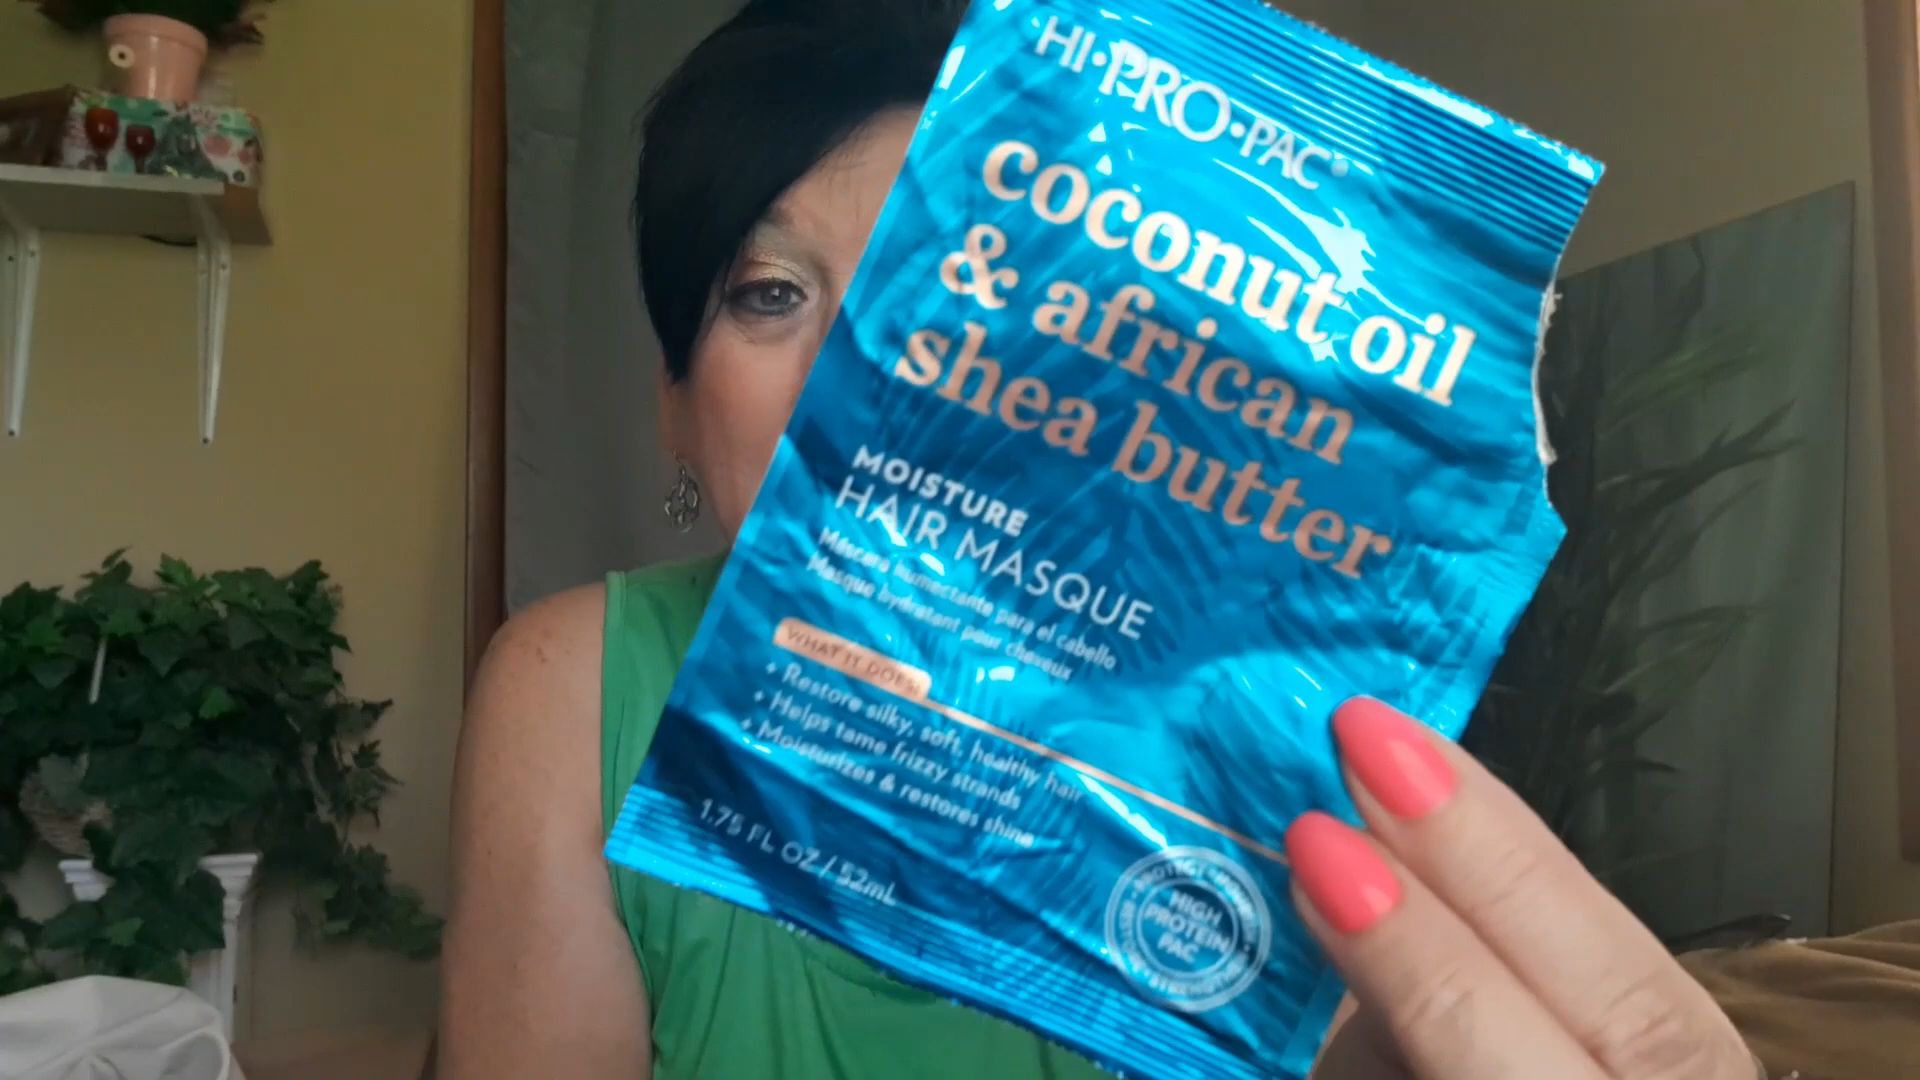 HI•PRO•PAC®
coconut oil
& african
shea butter
MOISTURE
HAIR MASQUE
Máscara humectante para el cabello
Masque hydratant pour cheveux
WHAT IT DOES:
+ Restore silky, soft, healthy hair
+ Helps tame frizzy strands
+ Moisturizes & restores shine
1.75 FL OZ / 52mL
HIGH
PROTEIN
PAC